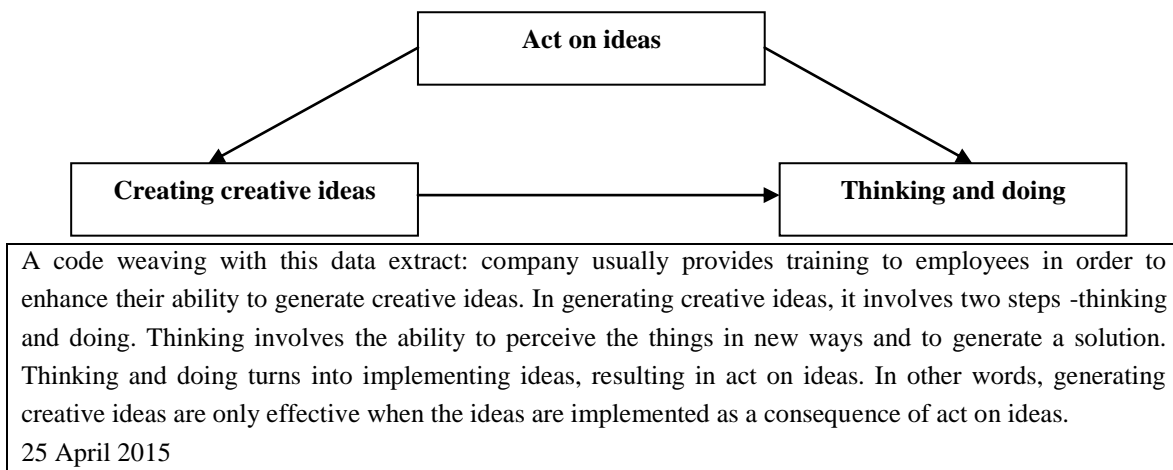 Act on ideas
Creating creative ideas
Thinking and doing
A code weaving with this data extract: company usually provides training to employees in order to
enhance their ability to generate creative ideas. In generating creative ideas, it involves two steps -thinking
and doing. Thinking involves the ability to perceive the things in new ways and to generate a solution.
Thinking and doing turns into implementing ideas, resulting in act on ideas. In other words, generating
creative ideas are only effective when the ideas are implemented as a consequence of act on ideas.
25 April 2015